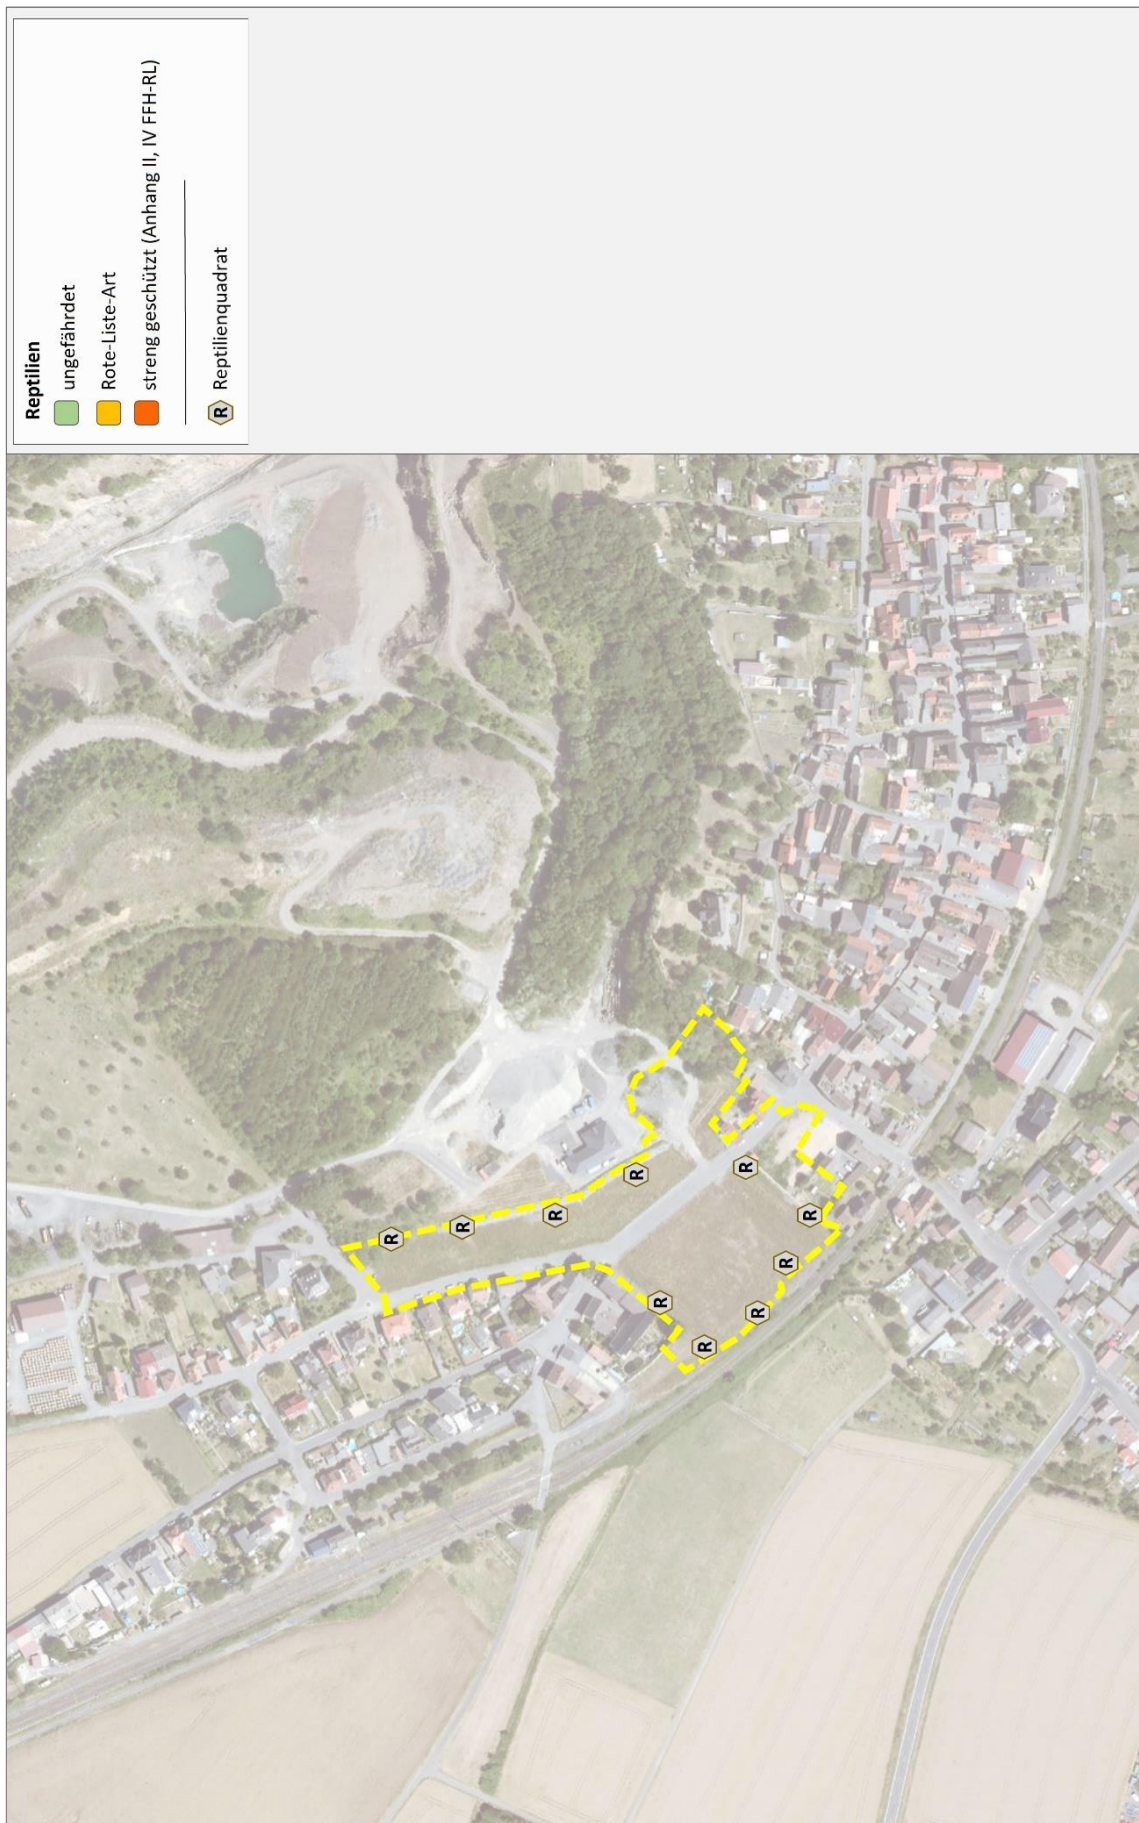 Reptilien
ungefährdet
Rote-Liste-Art
streng geschützt (Anhang II, IV FFH-RL)
R Reptilienquadrat
R
R
R
R
R
R
R
R
R
R